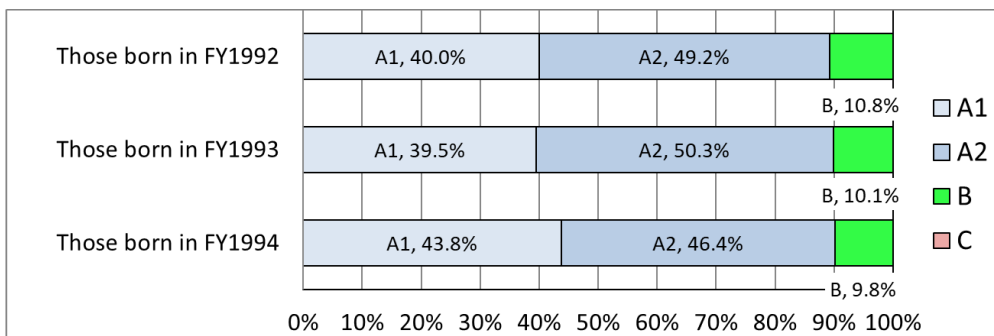 Those born in FY1992
A1, 40.0%
A2, 49.2%
B, 10.8%
Those born in FY1993
A1, 39.5%
A2, 50.3%
B, 10.1%
Those born in FY1994
A1, 43.8%
A2, 46.4%
B, 9.8%
0% 10% 20% 30% 40% 50% 60% 70% 80% 90% 100%
A1
A2
B
C